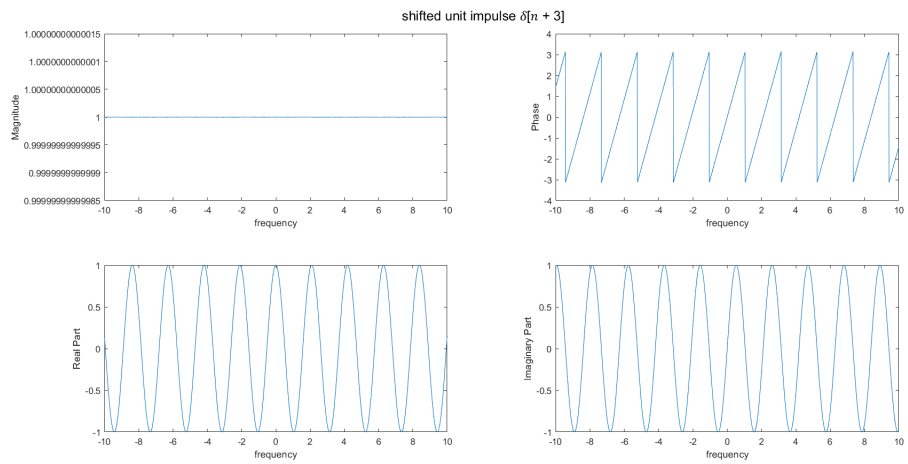 shifted unit impulse δ[n + 3]
1.00000000000015
1.0000000000001
1.00000000000005
1
0.99999999999995
0.9999999999999
0.99999999999985
Magnitude
-10 -8 -6 -4 -2 0 2 4 6 8 10
frequency
4
3
2
1
0
-1
-2
-3
-4
Phase
-10 -8 -6 -4 -2 0 2 4 6 8 10
frequency
1
0.5
0
-0.5
-1
Real Part
-10 -8 -6 -4 -2 0 2 4 6 8 10
frequency
1
0.5
0
-0.5
-1
Imaginary Part
-10 -8 -6 -4 -2 0 2 4 6 8 10
frequency